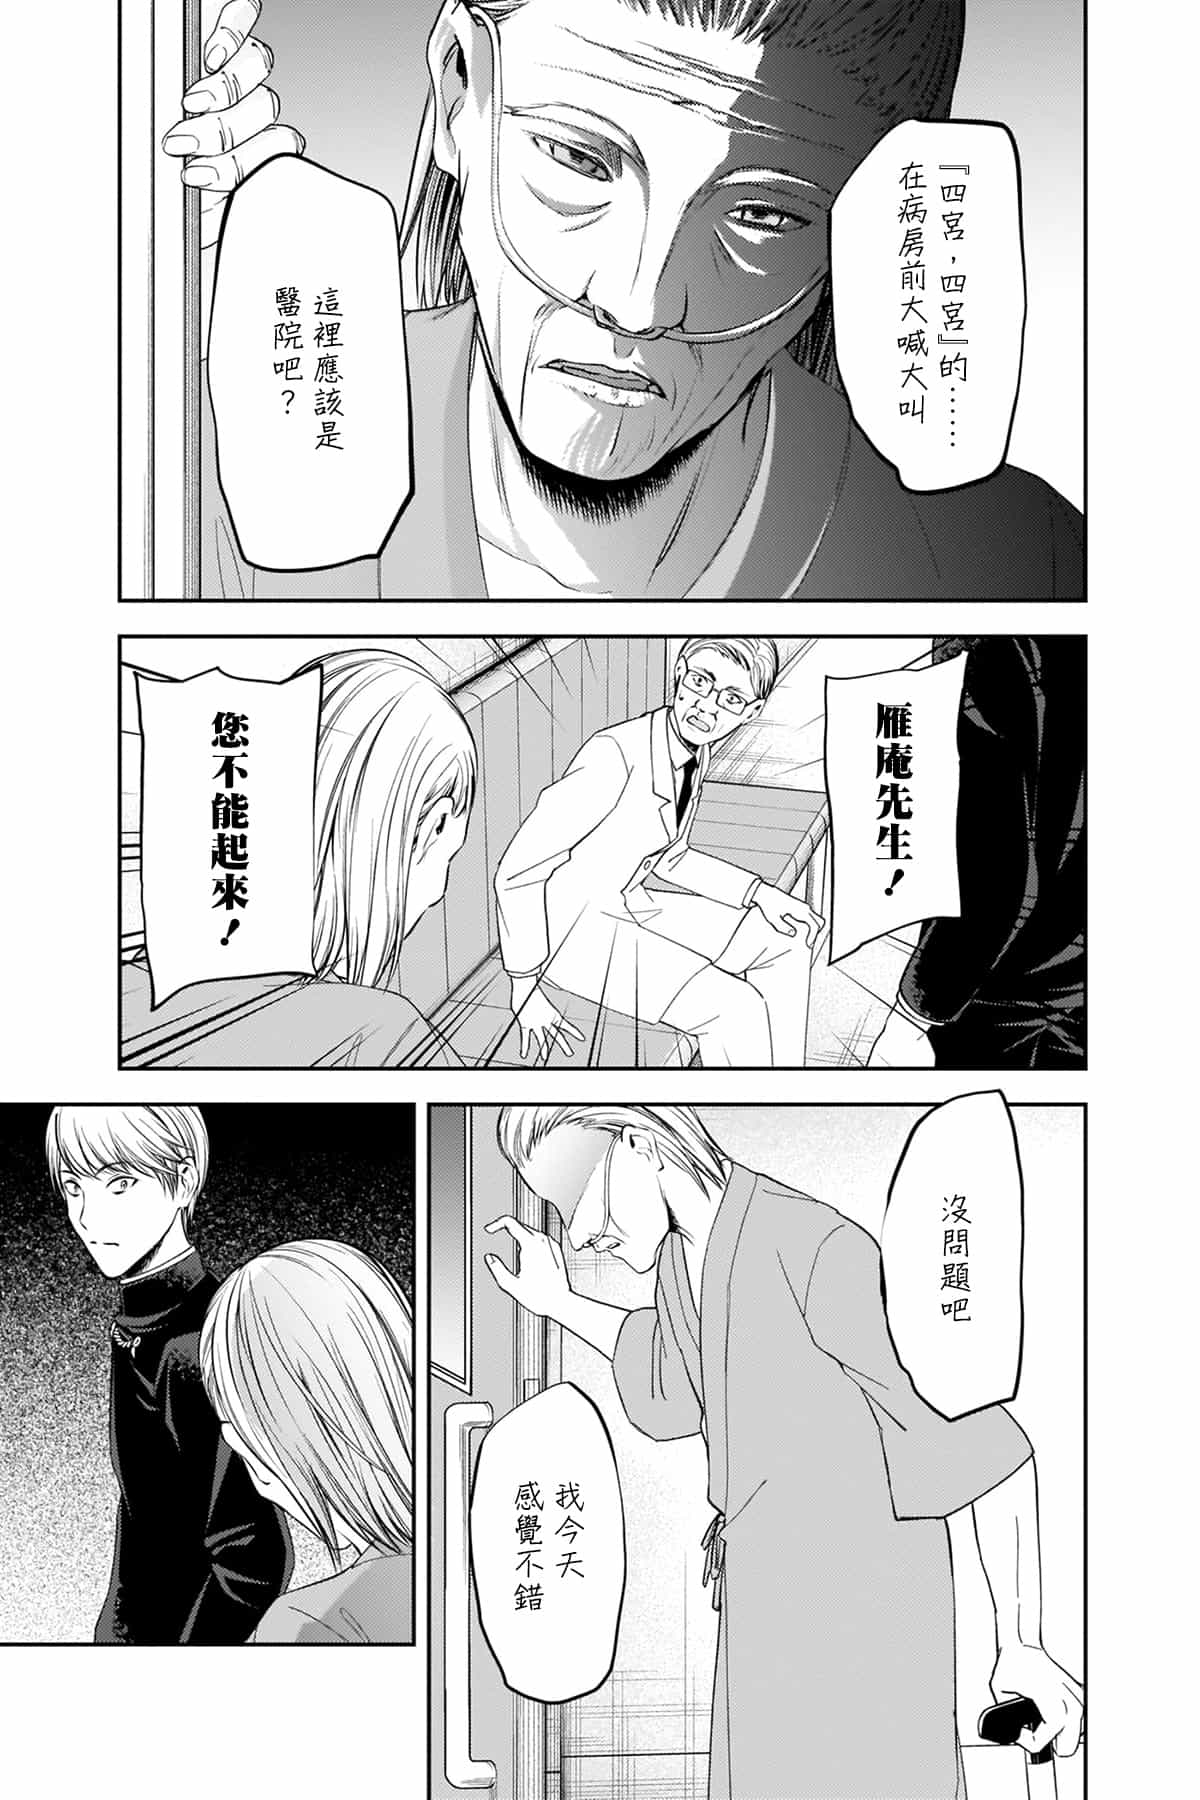 『四宮，四宮』的……
在病房前大喊大叫
這裡應該是
醫院吧？
雁庵先生！
您不能起來！
沒問題吧
我今天
感覺不錯